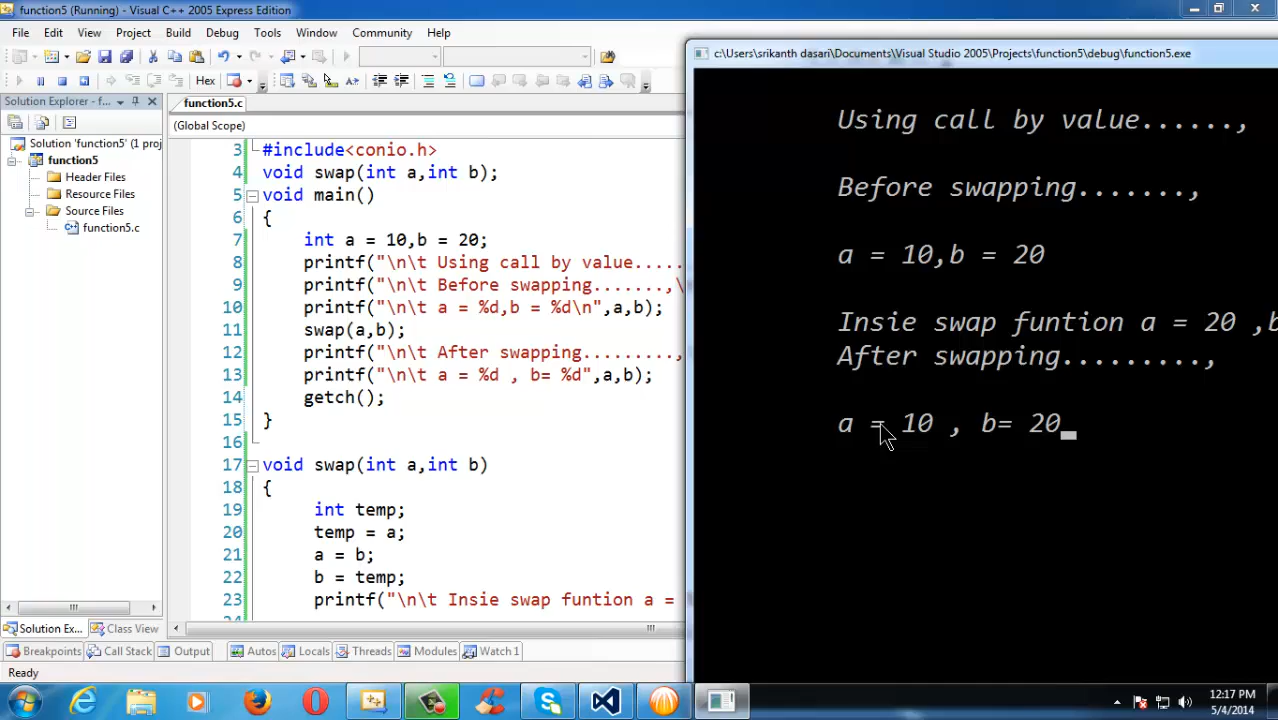 function5 (Running) - Visual C++ 2005 Express Edition
File Edit View Project Build Debug Tools Window Community Help
Hex
Solution Explorer - f...
Solution 'function5' (1 proj
function5
Header Files
Resource Files
Source Files
function5.c
Solution Ex... Class View
function5.c
(Global Scope)
3 #include<conio.h>
4 void swap(int a,int b);
5 void main()
6 {
7 int a = 10,b = 20;
8 printf("\n\t Using call by value.....
9 printf("\n\t Before swapping.......,\
10 printf("\n\t a = %d,b = %d\n",a,b);
11 swap(a,b);
12 printf("\n\t After swapping.........,
13 printf("\n\t a = %d , b= %d",a,b);
14 getch();
15 }
16
17 void swap(int a,int b)
18 {
19 int temp;
20 temp = a;
21 a = b;
22 b = temp;
23 printf("\n\t Insie swap funtion a =
c:\Users\srikanth dasari\Documents\Visual Studio 2005\Projects\function5\debug\function5.exe
Using call by value......,
Before swapping.......,
a = 10,b = 20
Insie swap funtion a = 20 ,b
After swapping.........,
a = 10 , b= 20
Breakpoints Call Stack Output Autos Locals Threads Modules Watch 1
Ready
12:17 PM
5/4/2014